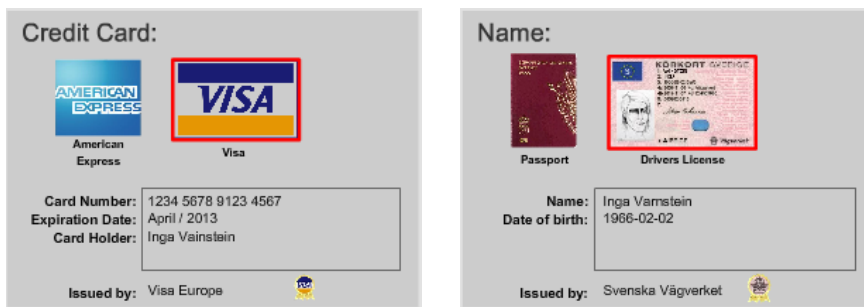 Credit Card:
AMERICAN
EXPRESS
VISA
American
Express
Visa
Card Number: 1234 5678 9123 4567
Expiration Date: April / 2013
Card Holder: Inga Vainstein
Issued by: Visa Europe
Name:
KÖRKORT SVERIGE
Passport
Drivers License
Name: Inga Varnstein
Date of birth: 1966-02-02
Issued by: Svenska Vägverket